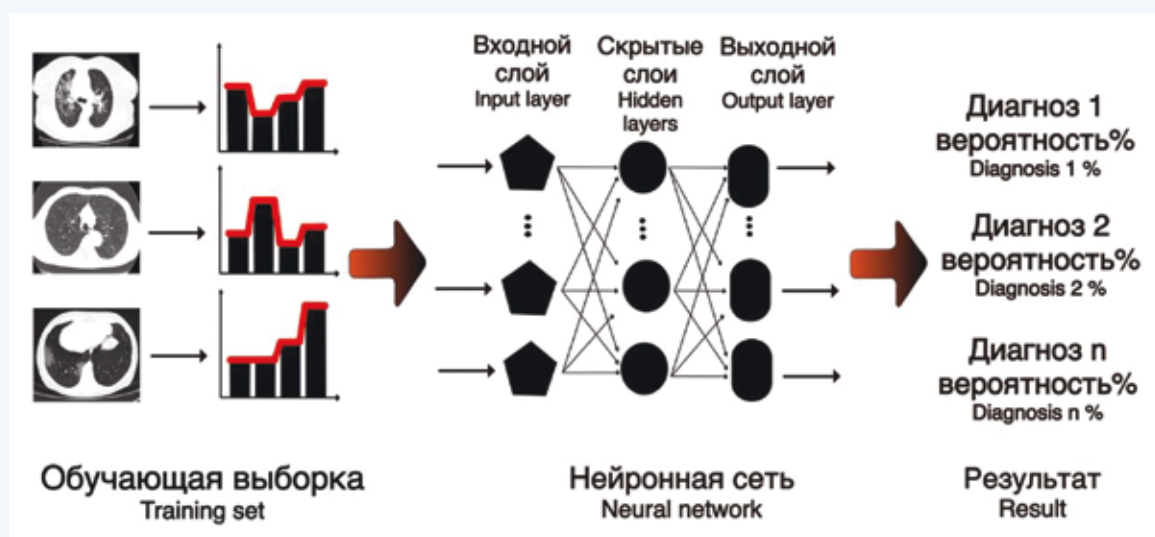 Входной
слой
Input layer
Скрытые
слои
Hidden
layers
Выходной
слой
Output layer
Диагноз 1
вероятность%
Diagnosis 1 %
Диагноз 2
вероятность%
Diagnosis 2 %
Диагноз n
вероятность%
Diagnosis n %
Обучающая выборка
Training set
Нейронная сеть
Neural network
Результат
Result